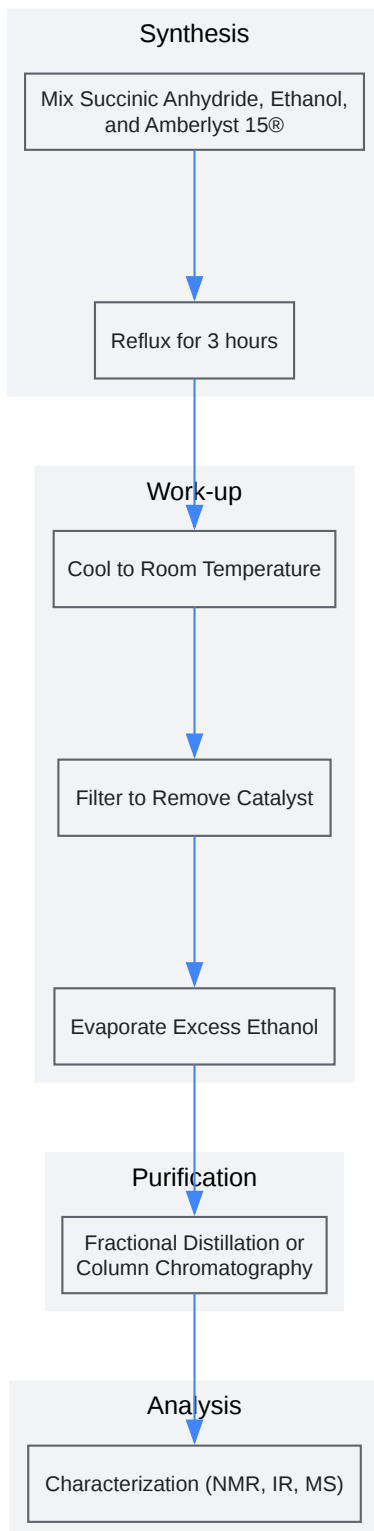 Synthesis
Mix Succinic Anhydride, Ethanol,
and Amberlyst 15®
Reflux for 3 hours
Work-up
Cool to Room Temperature
Filter to Remove Catalyst
Evaporate Excess Ethanol
Purification
Fractional Distillation or
Column Chromatography
Analysis
Characterization (NMR, IR, MS)